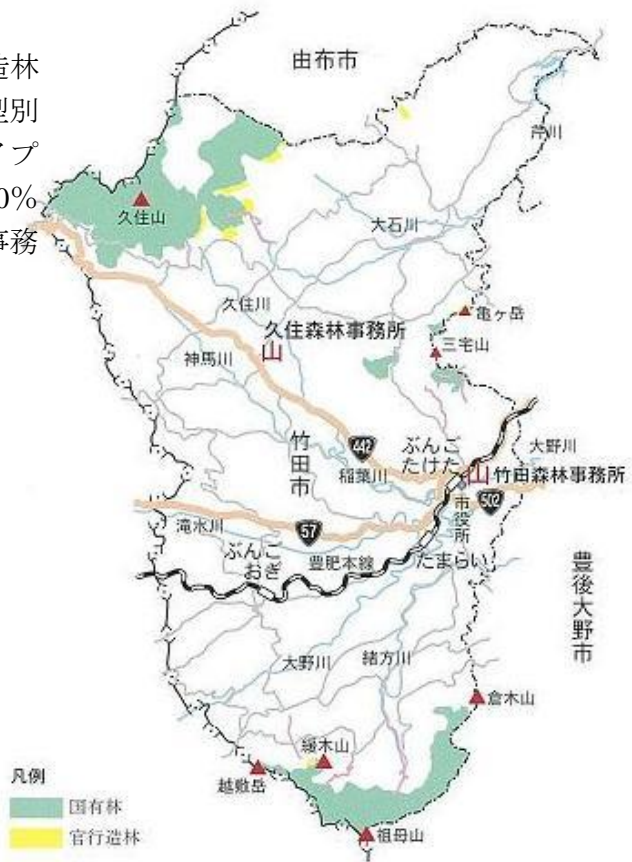 造林
型別
イプ
0%
事務
由布市
芹川
久住山
大石川
久住川
亀ヶ岳
久住森林事務所
三宅山
神馬川
竹田市
442
ぶんご
たけた
大野川
稲葉川
竹田森林事務所
502
市役所
滝水川
57
ぶんご
おぎ
豊肥本線
たまらい
豊後大野市
大野川
緒方川
倉木山
緩木山
越敷岳
祖母山
凡例
国有林
官行造林